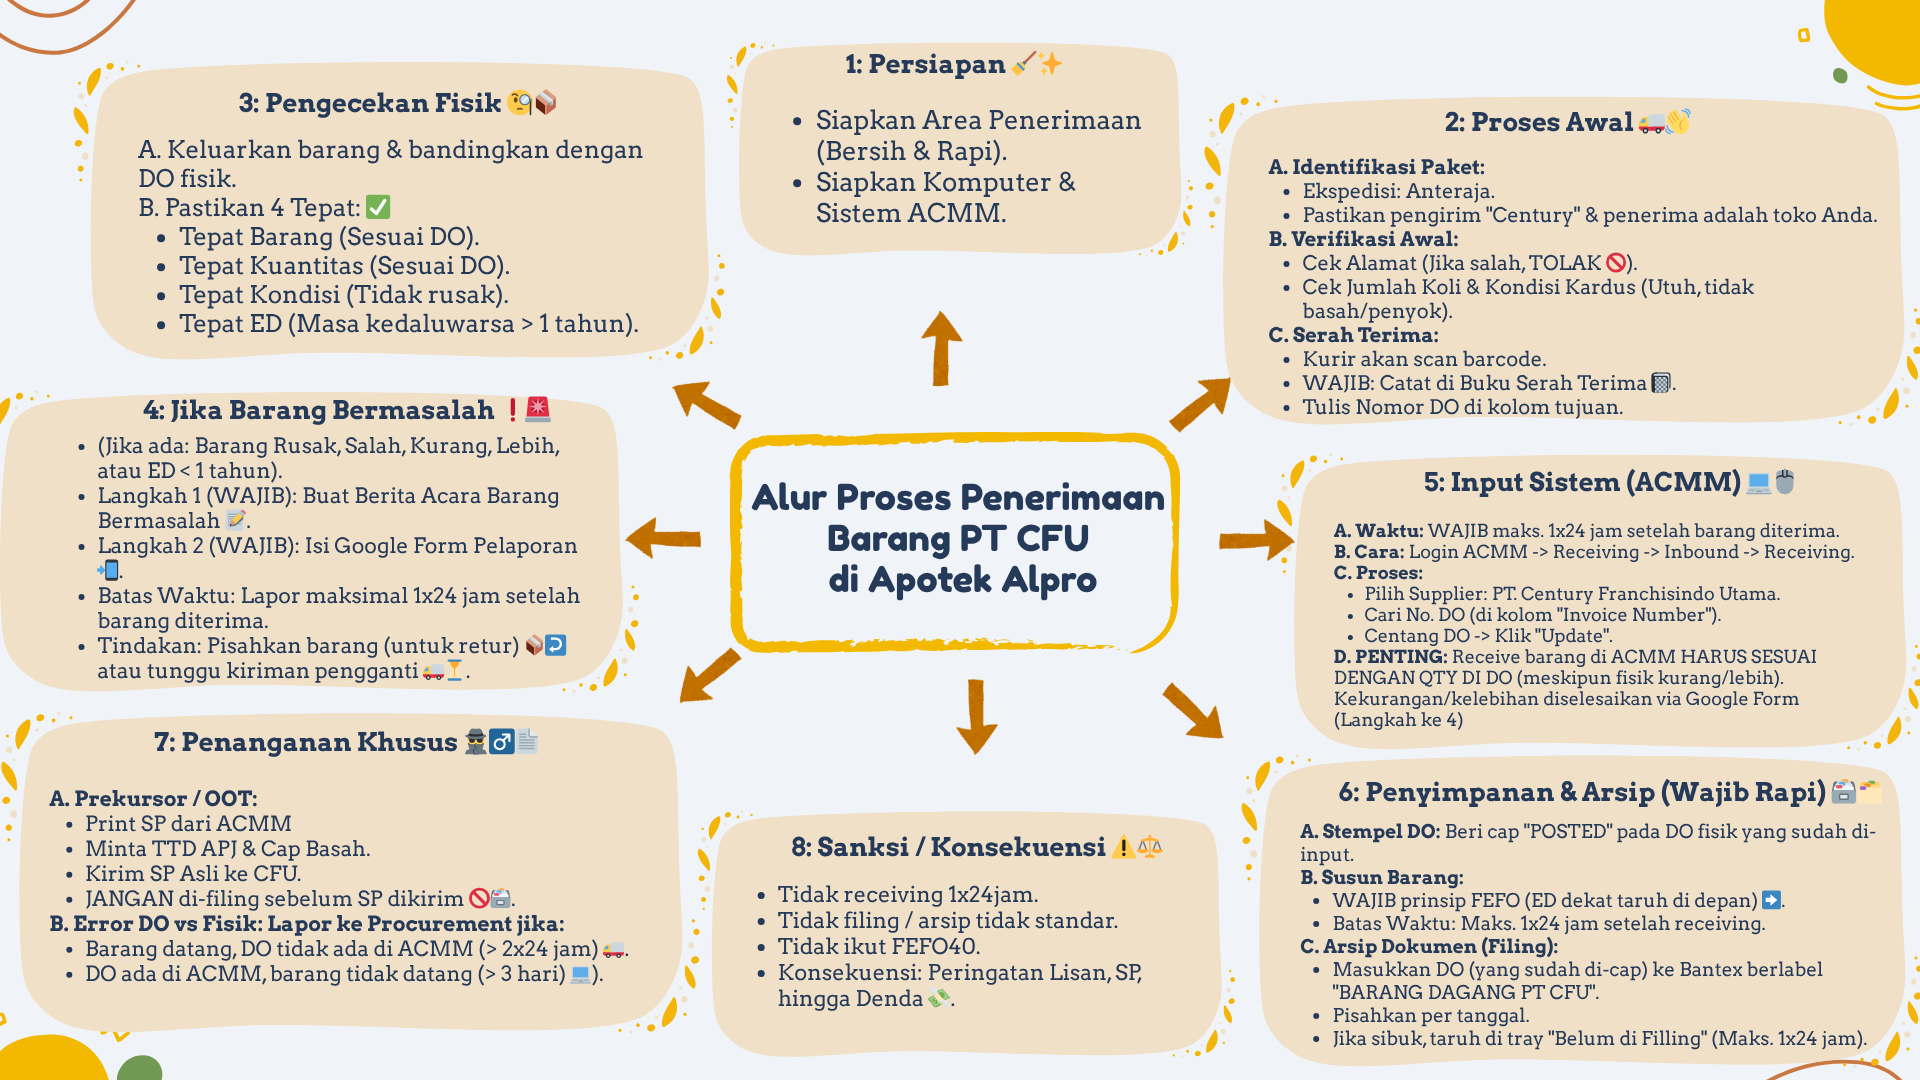 Alur Proses Penerimaan
Barang PT CFU
di Apotek Alpro
1: Persiapan 🧹✨
• Siapkan Area Penerimaan
(Bersih & Rapi).
• Siapkan Komputer &
Sistem ACMM.
2: Proses Awal 🚚👋
A. Identifikasi Paket:
• Ekspedisi: Anteraja.
• Pastikan pengirim "Century" & penerima adalah toko Anda.
B. Verifikasi Awal:
• Cek Alamat (Jika salah, TOLAK 🚫).
• Cek Jumlah Koli & Kondisi Kardus (Utuh, tidak
basah/penyok).
C. Serah Terima:
• Kurir akan scan barcode.
• WAJIB: Catat di Buku Serah Terima 📓.
• Tulis Nomor DO di kolom tujuan.
3: Pengecekan Fisik 🧐📦
A. Keluarkan barang & bandingkan dengan
DO fisik.
B. Pastikan 4 Tepat: ✅
• Tepat Barang (Sesuai DO).
• Tepat Kuantitas (Sesuai DO).
• Tepat Kondisi (Tidak rusak).
• Tepat ED (Masa kedaluwarsa > 1 tahun).
4: Jika Barang Bermasalah ❗🚨
• (Jika ada: Barang Rusak, Salah, Kurang, Lebih,
atau ED < 1 tahun).
• Langkah 1 (WAJIB): Buat Berita Acara Barang
Bermasalah 📝.
• Langkah 2 (WAJIB): Isi Google Form Pelaporan
📲.
• Batas Waktu: Lapor maksimal 1x24 jam setelah
barang diterima.
• Tindakan: Pisahkan barang (untuk retur) 📦↩️
atau tunggu kiriman pengganti 🚚⏳.
5: Input Sistem (ACMM) 💻🖱️
A. Waktu: WAJIB maks. 1x24 jam setelah barang diterima.
B. Cara: Login ACMM -> Receiving -> Inbound -> Receiving.
C. Proses:
• Pilih Supplier: PT. Century Franchisindo Utama.
• Cari No. DO (di kolom "Invoice Number").
• Centang DO -> Klik "Update".
D. PENTING: Receive barang di ACMM HARUS SESUAI
DENGAN QTY DI DO (meskipun fisik kurang/lebih).
Kekurangan/kelebihan diselesaikan via Google Form
(Langkah ke 4)
6: Penyimpanan & Arsip (Wajib Rapi) 🗃️🗂️
A. Stempel DO: Beri cap "POSTED" pada DO fisik yang sudah di-
input.
B. Susun Barang:
• WAJIB prinsip FEFO (ED dekat taruh di depan) ➡️.
• Batas Waktu: Maks. 1x24 jam setelah receiving.
C. Arsip Dokumen (Filing):
• Masukkan DO (yang sudah di-cap) ke Bantex berlabel
"BARANG DAGANG PT CFU".
• Pisahkan per tanggal.
• Jika sibuk, taruh di tray "Belum di Filling" (Maks. 1x24 jam).
7: Penanganan Khusus 🕵️♂️📄
A. Prekursor / OOT:
• Print SP dari ACMM
• Minta TTD APJ & Cap Basah.
• Kirim SP Asli ke CFU.
• JANGAN di-filing sebelum SP dikirim 🚫🗃️.
B. Error DO vs Fisik: Lapor ke Procurement jika:
• Barang datang, DO tidak ada di ACMM (> 2x24 jam) 🚚.
• DO ada di ACMM, barang tidak datang (> 3 hari) 💻).
8: Sanksi / Konsekuensi ⚠️⚖️
• Tidak receiving 1x24jam.
• Tidak filing / arsip tidak standar.
• Tidak ikut FEFO40.
• Konsekuensi: Peringatan Lisan, SP,
hingga Denda 💸.